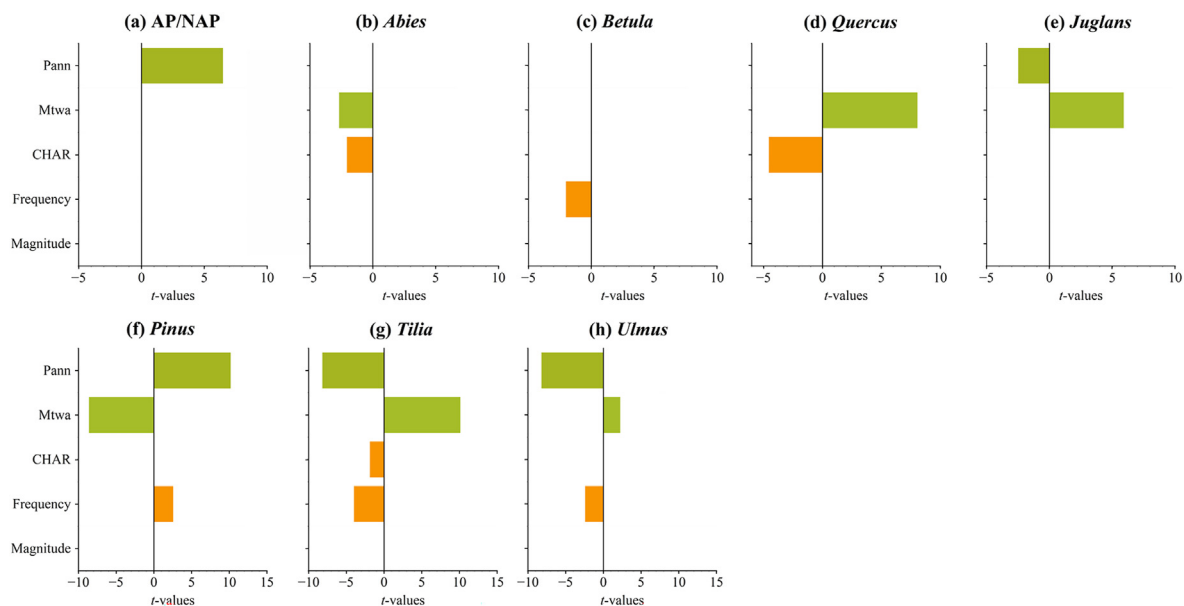 (a) AP/NAP
(b) Abies
(c) Betula
(d) Quercus
(e) Juglans
Pann
Mtwa
CHAR
Frequency
Magnitude
−5 0 5 10
−5 0 5 10
−5 0 5 10
−5 0 5 10
−5 0 5 10
t-values
t-values
t-values
t-values
t-values
(f) Pinus
(g) Tilia
(h) Ulmus
Pann
Mtwa
CHAR
Frequency
Magnitude
−10 −5 0 5 10 15
−10 −5 0 5 10 15
−10 −5 0 5 10 15
t-values
t-values
t-values